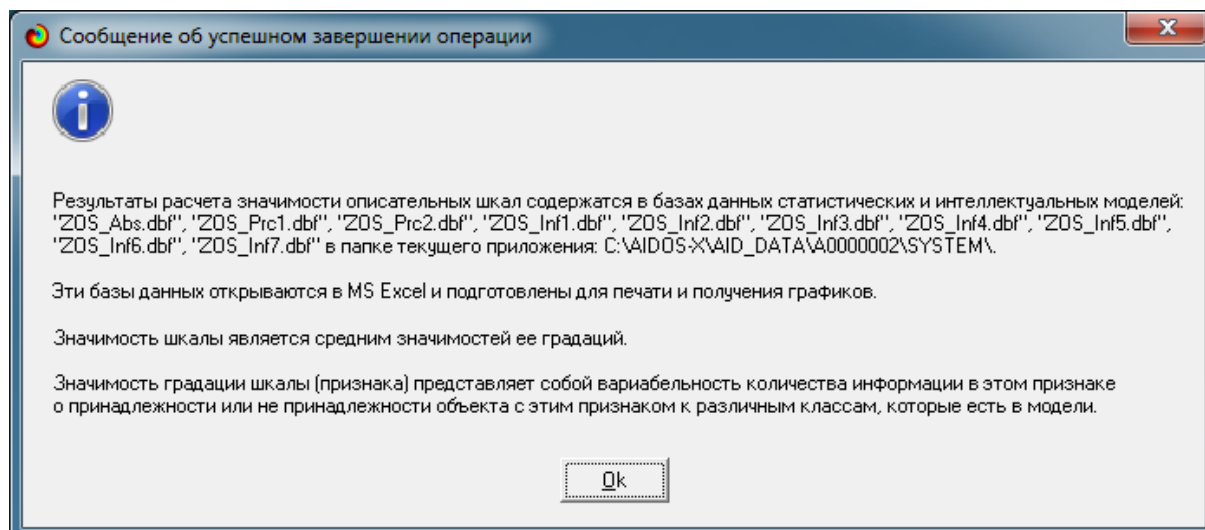 Сообщение об успешном завершении операции
Результаты расчета значимости описательных шкал содержатся в базах данных статистических и интеллектуальных моделей:
"ZOS_Abs.dbf", "ZOS_Prc1.dbf", "ZOS_Prc2.dbf", "ZOS_Inf1.dbf", "ZOS_Inf2.dbf", "ZOS_Inf3.dbf", "ZOS_Inf4.dbf", "ZOS_Inf5.dbf",
"ZOS_Inf6.dbf", "ZOS_Inf7.dbf" в папке текущего приложения: C:\AIDOS-X\AID_DATA\A0000002\SYSTEM\.
Эти базы данных открываются в MS Excel и подготовлены для печати и получения графиков.
Значимость шкалы является средним значимостей ее градаций.
Значимость градации шкалы (признака) представляет собой вариабельность количества информации в этом признаке
о принадлежности или не принадлежности объекта с этим признаком к различным классам, которые есть в модели.
Ok